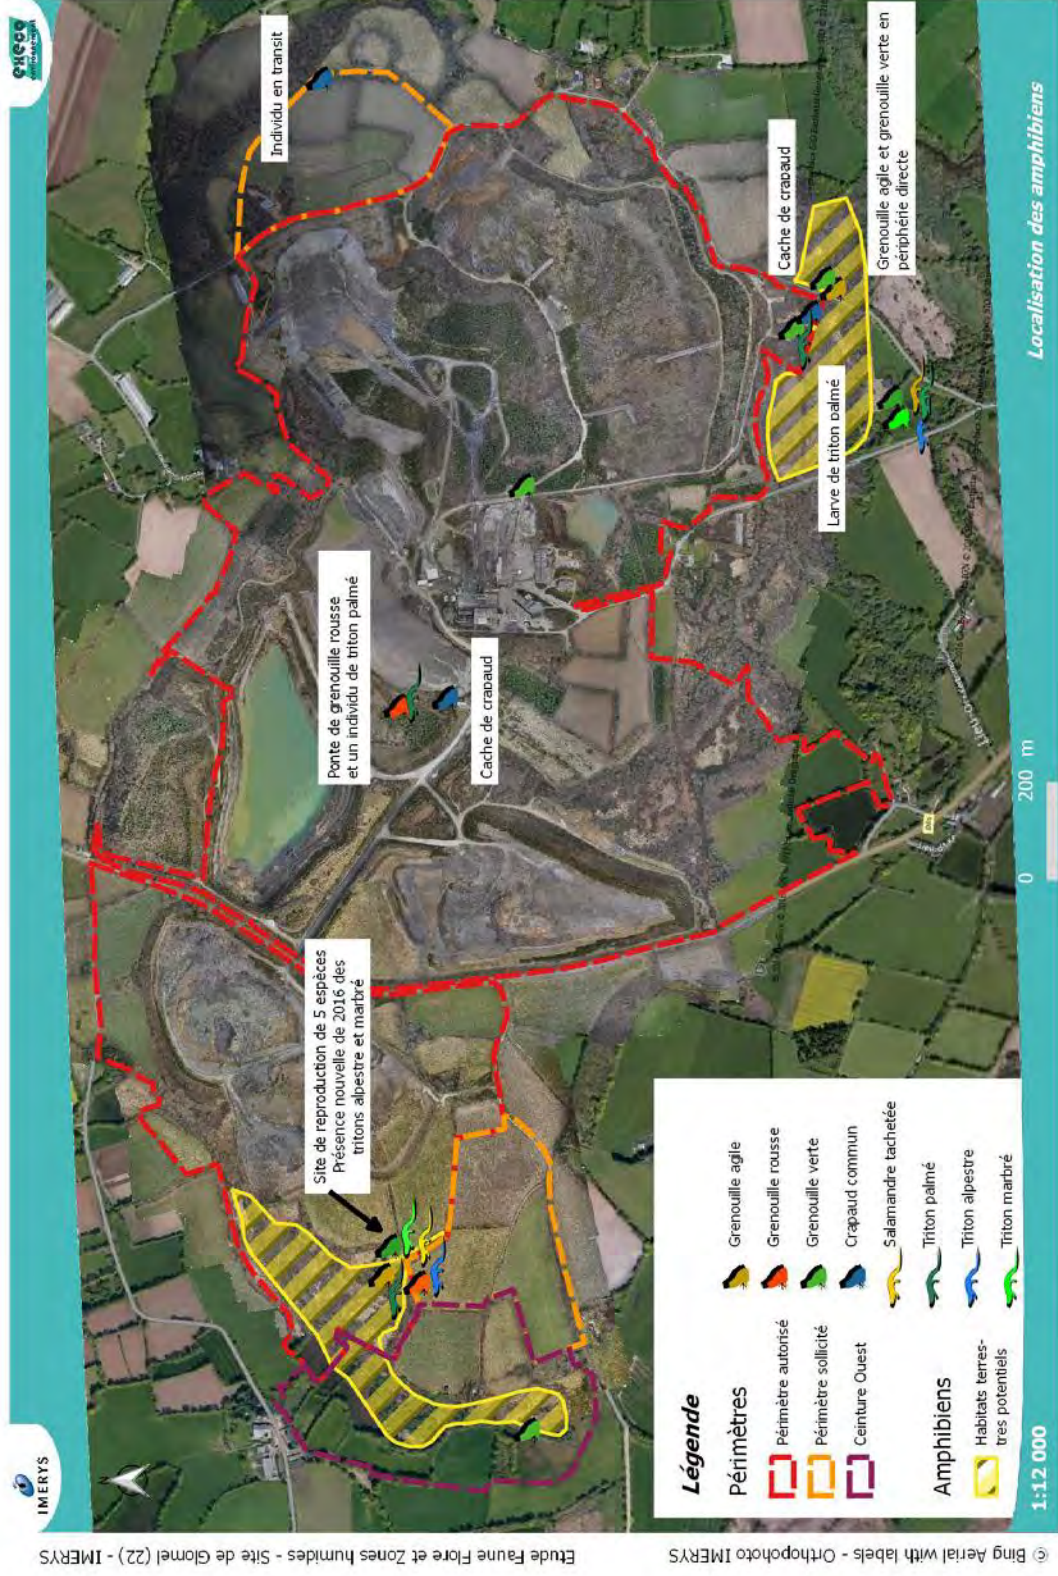 execo
environnement
IMERYS
Individu en transit
Cache de crapaud
Grenouille agile et grenouille verte en
périphérie directe
Larve de triton palmé
Ponte de grenouille rousse
et un individu de triton palmé
Cache de crapaud
Site de reproduction de 5 espèces
Présence nouvelle de 2016 des
tritons alpestre et marbré
Légende
Périmètres
Périmètre autorisé
Périmètre sollicité
Ceinture Ouest
Grenouille agile
Grenouille rousse
Grenouille verte
Crapaud commun
Salamandre tachetée
Triton palmé
Triton alpestre
Triton marbré
Amphibiens
Habitats terres-
tres potentiels
1:12 000
0 200 m
Localisation des amphibiens
Etude Faune Flore et Zones humides - Site de Glomel (22) - IMERYS
© Bing Aerial with labels - Orthopohoto IMERYS